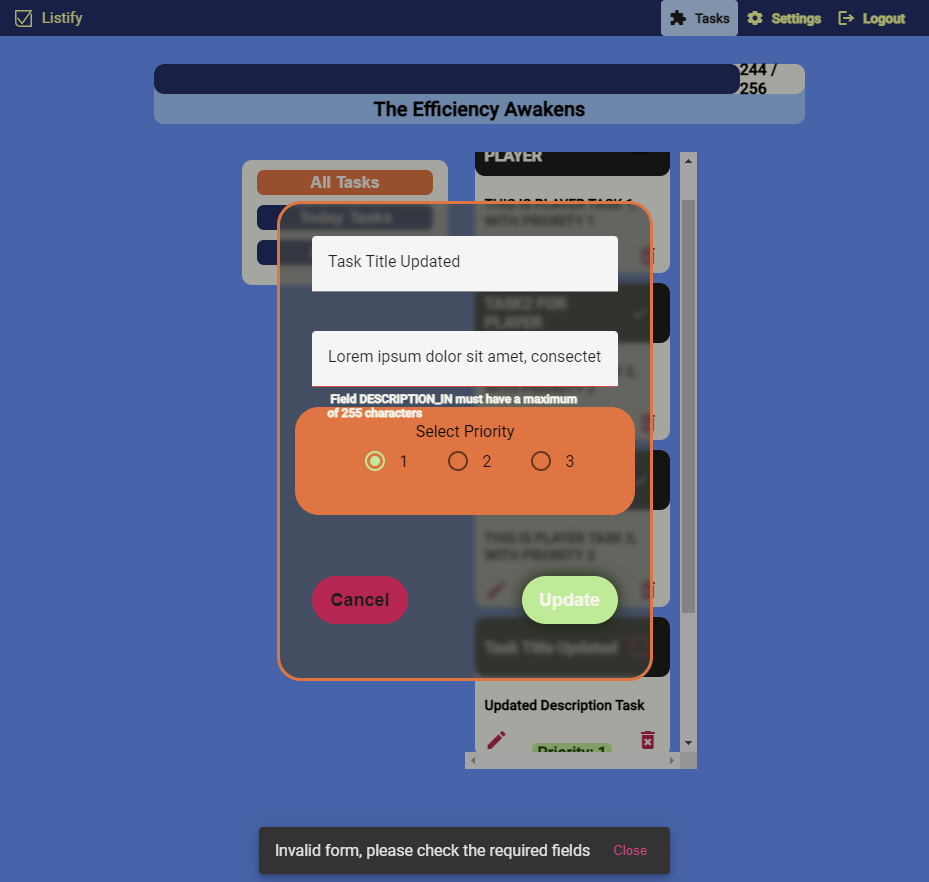 Listify
Tasks
Settings
Logout
244 /
256
The Efficiency Awakens
All Tasks
Today Tasks
PLAYER
THIS IS PLAYER TASK 1,
WITH PRIORITY 1
Task Title Updated
TASK2 FOR
PLAYER
Lorem ipsum dolor sit amet, consectet
Field DESCRIPTION_IN must have a maximum
of 255 characters
Select Priority
1
2
3
THIS IS PLAYER TASK 3,
WITH PRIORITY 3
Cancel
Update
Task Title Updated
Updated Description Task
Priority: 1
Invalid form, please check the required fields
Close